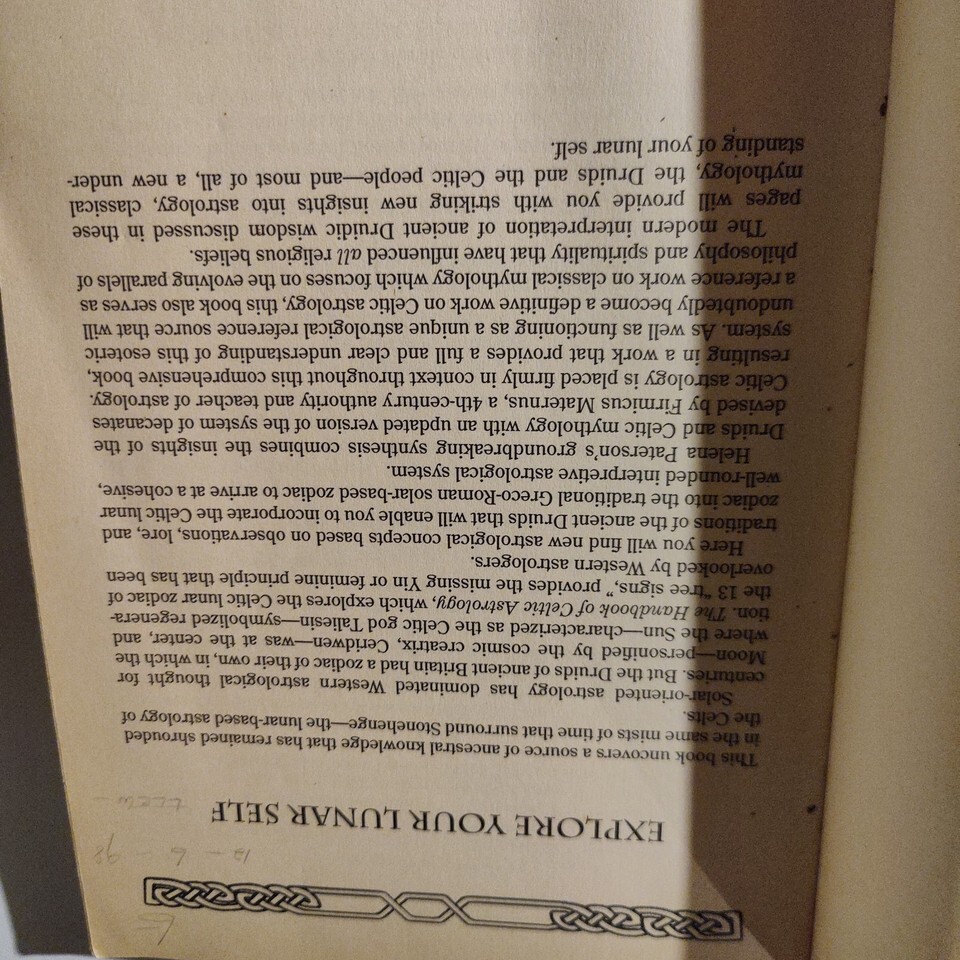 EXPLORE YOUR LUNAR SELF
This book uncovers a source of ancestral knowledge that has remained shrouded
in the same mists of time that surround Stonehenge—the lunar-based astrology of
the Celts.
Solar-oriented astrology has dominated Western astrological thought for
centuries. But the Druids of ancient Britain had a zodiac of their own, in which the
Moon—personified by the cosmic creatrix, Ceridwen—was at the center, and
where the Sun—characterized as the Celtic god Taliesin—symbolized regenera-
tion. The Handbook of Celtic Astrology, which explores the Celtic lunar zodiac of
the 13 “tree signs,” provides the missing Yin or feminine principle that has been
overlooked by Western astrologers.
Here you will find new astrological concepts based on observations, lore, and
traditions of the ancient Druids that will enable you to incorporate the Celtic lunar
zodiac into the traditional Greco-Roman solar-based zodiac to arrive at a cohesive,
well-rounded interpretive astrological system.
Helena Paterson's groundbreaking synthesis combines the insights of the
Druids and Celtic mythology with an updated version of the system of decanates
devised by Firmicus Maternus, a 4th-century authority and teacher of astrology.
Celtic astrology is placed firmly in context throughout this comprehensive book,
resulting in a work that provides a full and clear understanding of this esoteric
system. As well as functioning as a unique astrological reference source that will
undoubtedly become a definitive work on Celtic astrology, this book also serves as
a reference work on classical mythology which focuses on the evolving parallels of
philosophy and spirituality that have influenced all religious beliefs.
The modern interpretation of ancient Druidic wisdom discussed in these
pages will provide you with striking new insights into astrology, classical
mythology, the Druids and the Celtic people—and most of all, a new under-
standing of your lunar self.